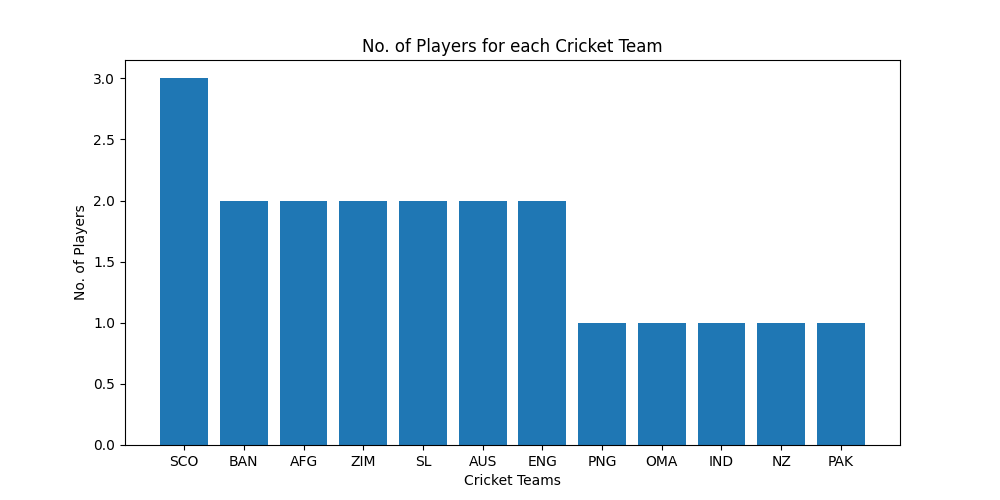 No. of Players for each Cricket Team
No. of Players
3.0
2.5
2.0
1.5
1.0
0.5
0.0
SCO BAN AFG ZIM SL AUS ENG PNG OMA IND NZ PAK
Cricket Teams